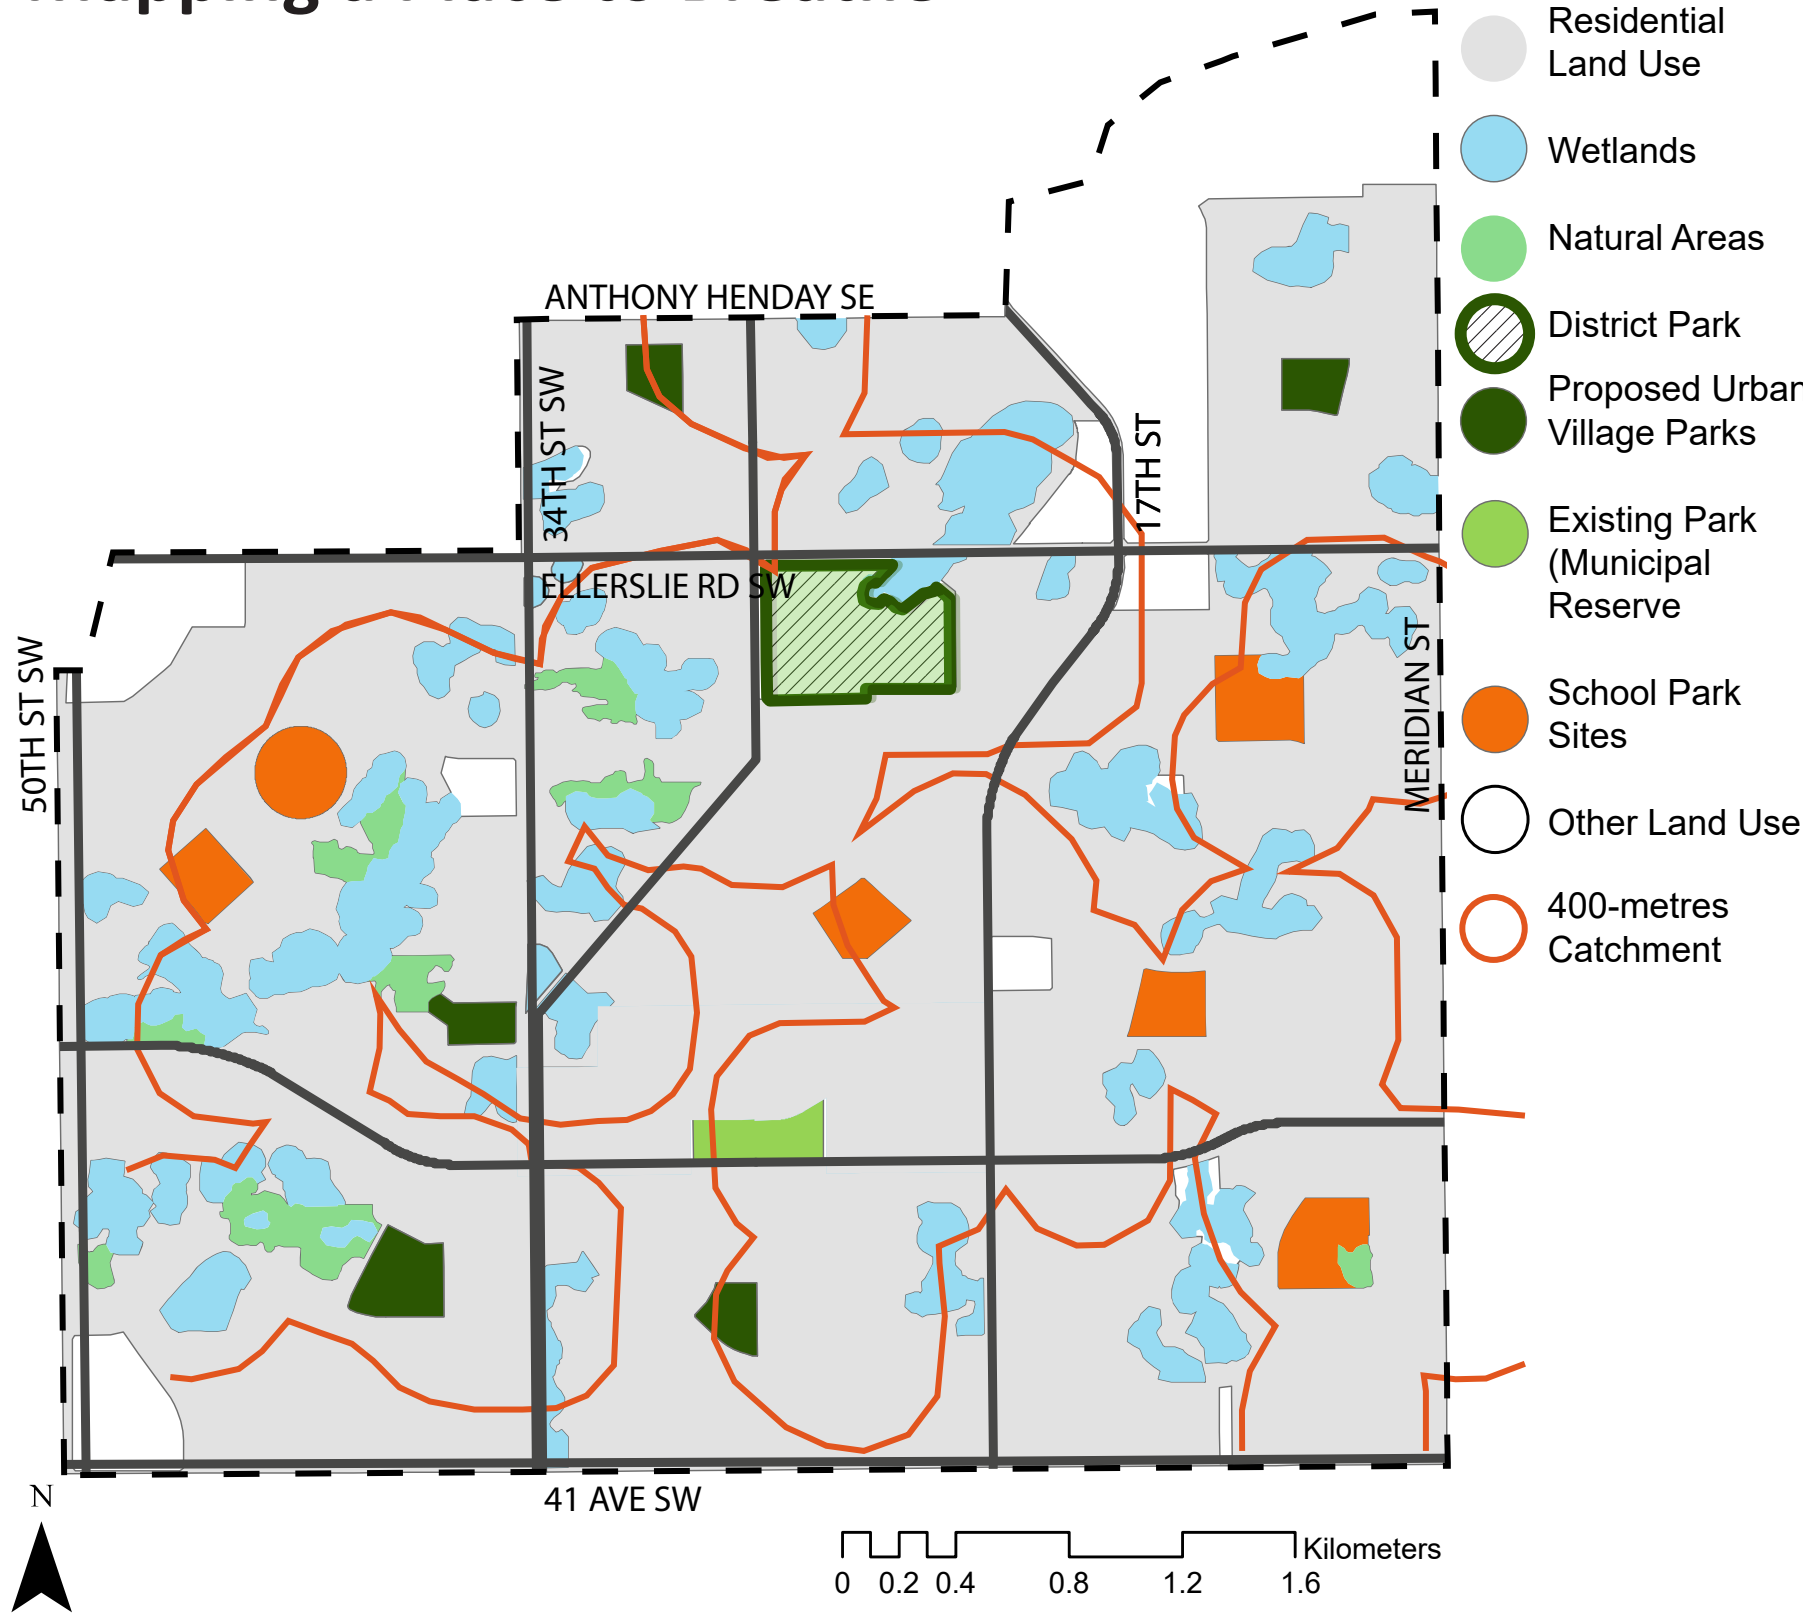 Residential
Land Use
Wetlands
Natural Areas
District Park
Proposed Urban
Village Parks
Existing Park
(Municipal
Reserve
School Park
Sites
Other Land Use
400-metres
Catchment
ANTHONY HENDAY SE
34TH ST SW
17TH ST
ELLERSLIE RD SW
50TH ST SW
MERIDIAN ST
41 AVE SW
N
Kilometers
0 0.2 0.4 0.8 1.2 1.6